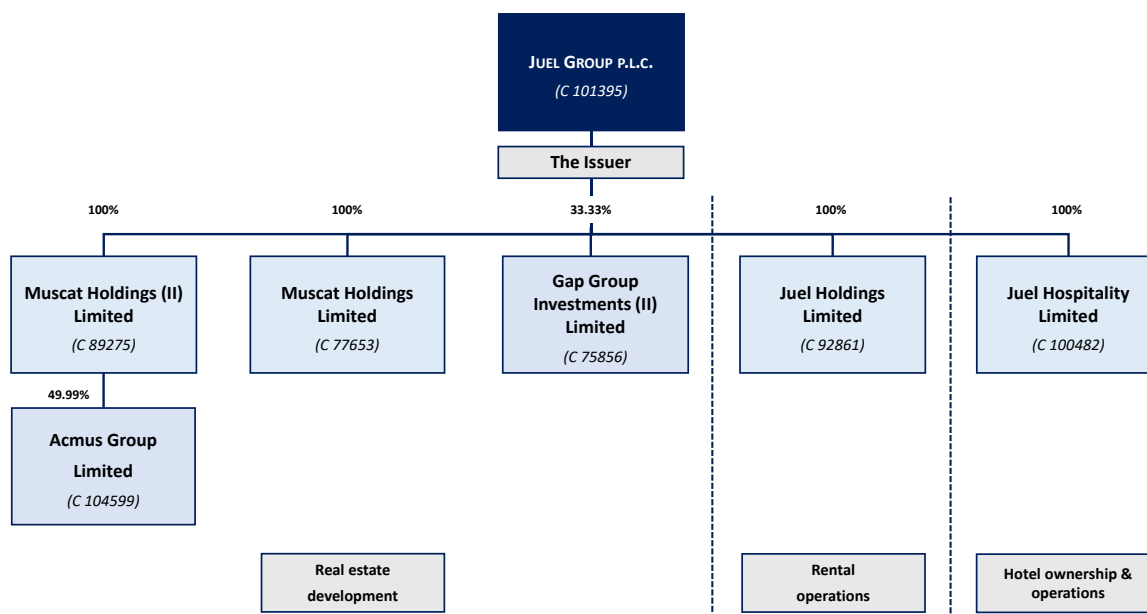 JUEL GROUP P.L.C.
(C 101395)
The Issuer
100%
100%
33.33%
100%
100%
Muscat Holdings (II)
Limited
(C 89275)
Muscat Holdings
Limited
(C 77653)
Gap Group
Investments (II)
Limited
(C 75856)
Juel Holdings
Limited
(C 92861)
Juel Hospitality
Limited
(C 100482)
49.99%
Acmus Group
Limited
(C 104599)
Real estate
development
Rental
operations
Hotel ownership &
operations